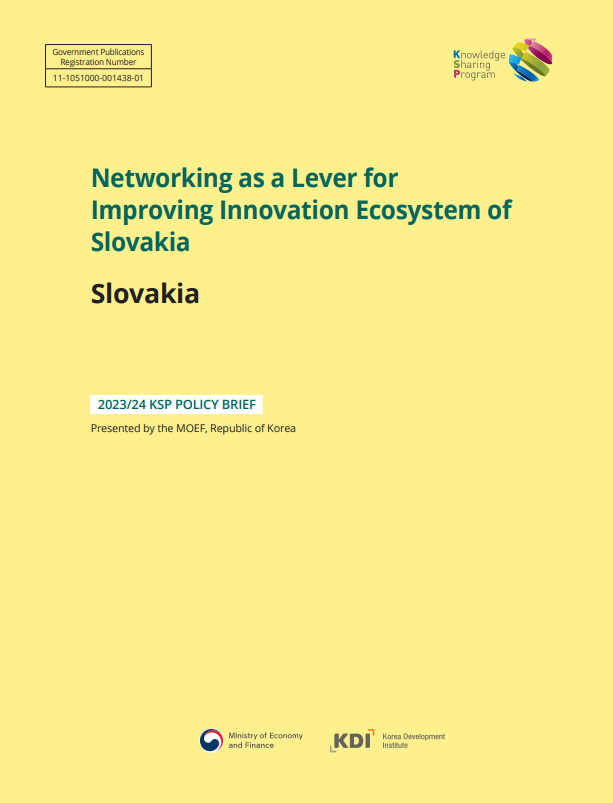 Government Publications
Registration Number
11-1051000-001438-01
Knowledge
Sharing
Program
Networking as a Lever for
Improving Innovation Ecosystem of
Slovakia
Slovakia
2023/24 KSP POLICY BRIEF
Presented by the MOEF, Republic of Korea
Ministry of Economy
and Finance
KDI
Korea Development
Institute